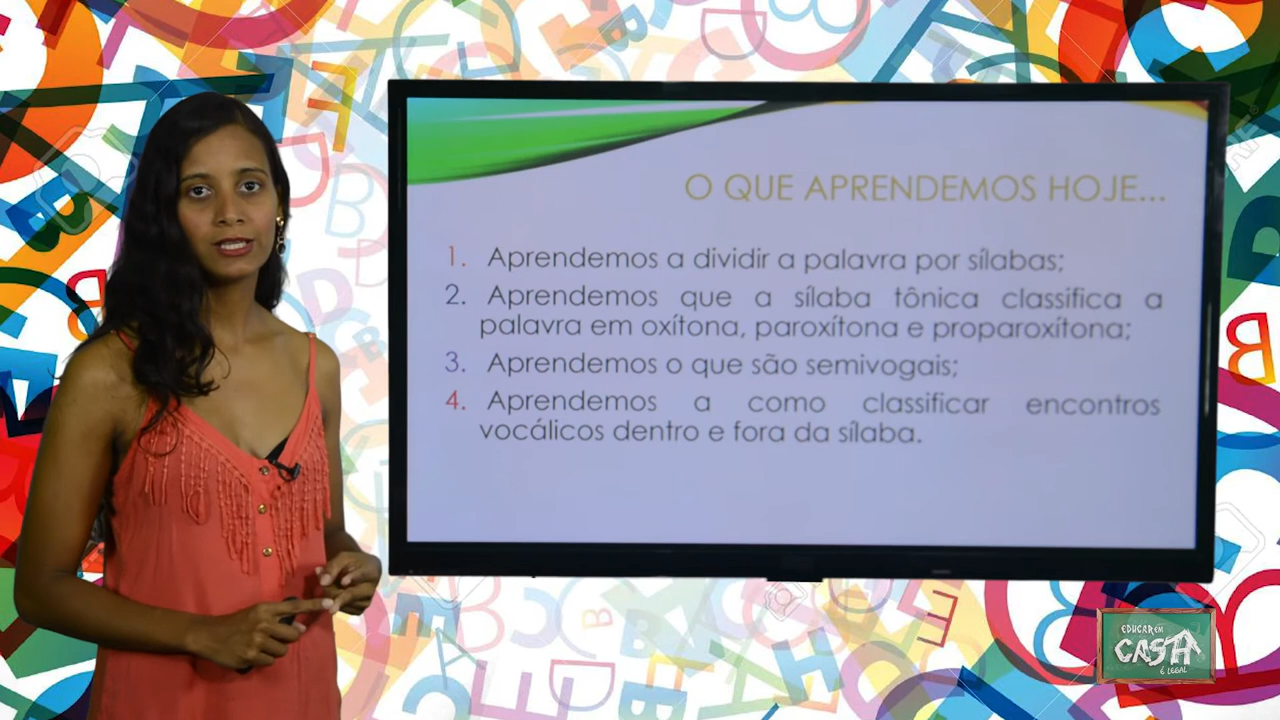 O QUE APRENDEMOS HOJE...
1. Aprendemos a dividir a palavra por sílabas;
2. Aprendemos que a sílaba tônica classifica a
palavra em oxítona, paroxítona e proparoxítona;
3. Aprendemos o que são semivogais;
4. Aprendemos a como classificar encontros
vocálicos dentro e fora da sílaba.
EDUCAR EM
CASA
É LEGAL